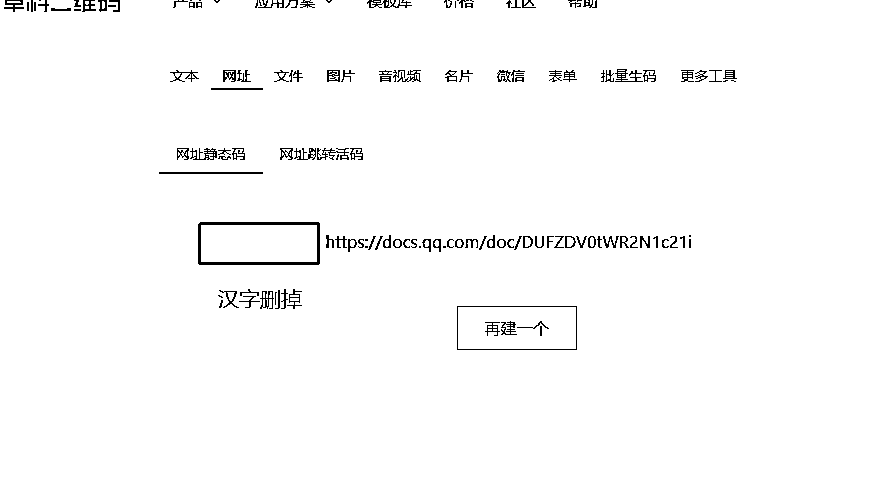 草料二维码 产品 应用方案 模板库 价格 社区 帮助
文本 网址 文件 图片 音视频 名片 微信 表单 批量生码 更多工具
网址静态码 网址跳转活码
https://docs.qq.com/doc/DUFZDV0tWR2N1c21i
汉字删掉
再建一个